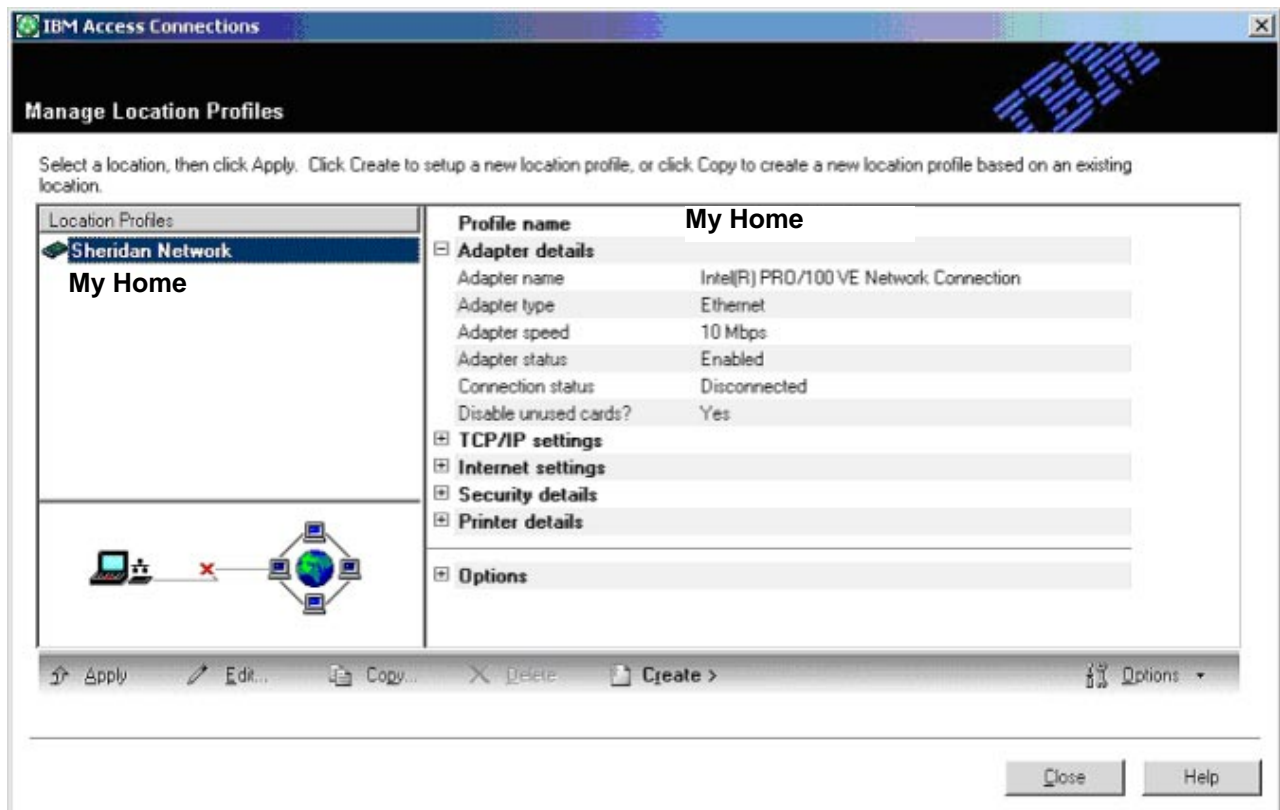 IBM Access Connections
IBM
Manage Location Profiles
Select a location, then click Apply. Click Create to setup a new location profile, or click Copy to create a new location profile based on an existing
location.
Location Profiles
Sheridan Network
My Home
Profile name My Home
Adapter details
Adapter name Intel(R) PRO/100 VE Network Connection
Adapter type Ethernet
Adapter speed 10 Mbps
Adapter status Enabled
Connection status Disconnected
Disable unused cards? Yes
TCP/IP settings
Internet settings
Security details
Printer details
Options
Apply Edit... Copy... Delete Create > Options
Close Help